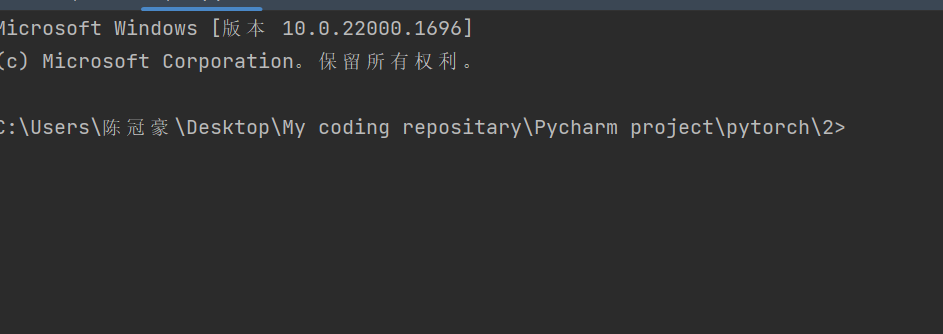 Microsoft Windows [版本 10.0.22000.1696]
(c) Microsoft Corporation。保留所有权利。
C:\Users\陈冠豪\Desktop\My coding repositary\Pycharm project\pytorch\2>